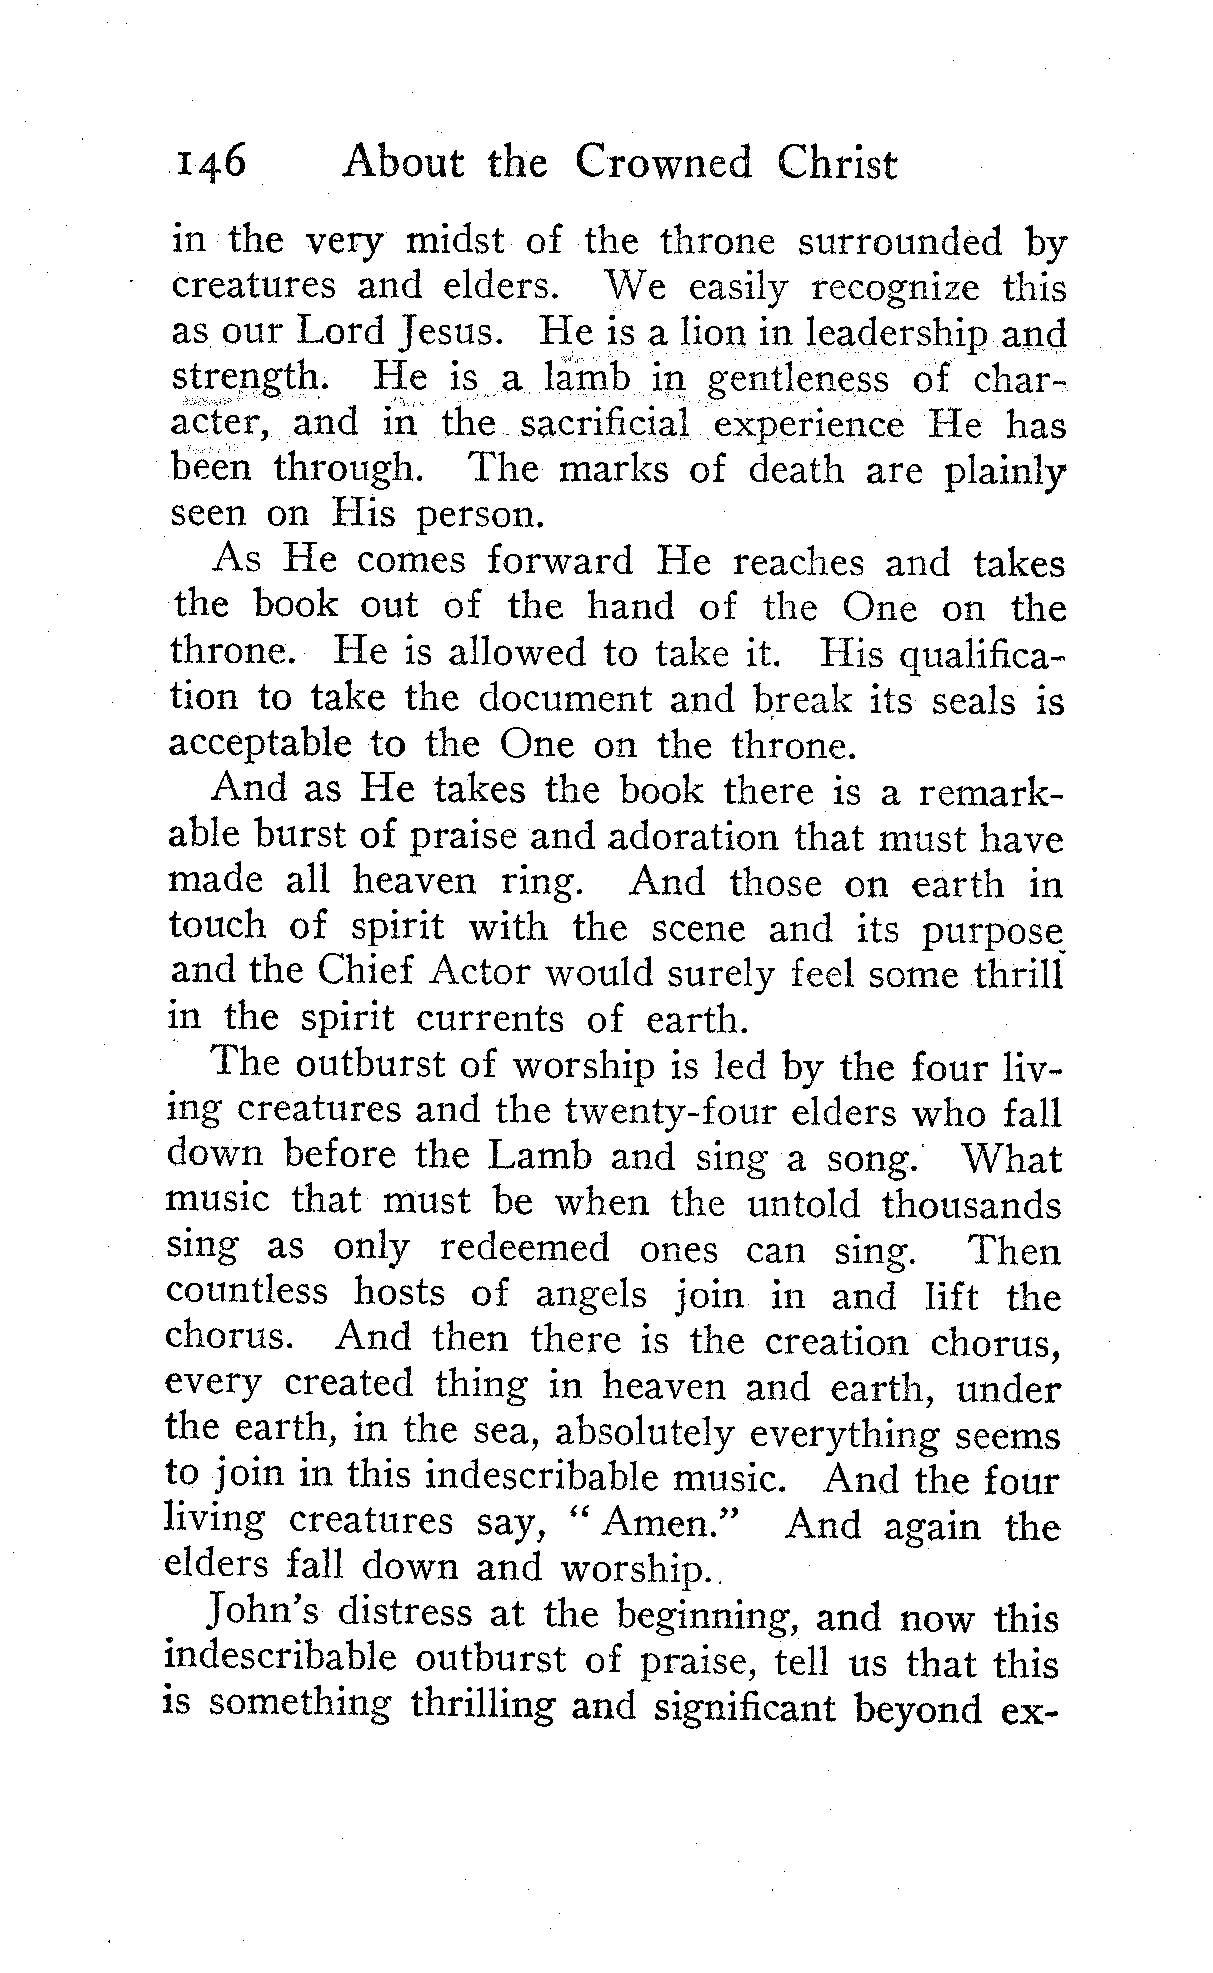 146 About the Crowned Christ
in the very midst of the throne surrounded by
creatures and elders. We easily recognize this
as our Lord Jesus. He is a lion in leadership and
strength. He is a lamb in gentleness of char-
acter, and in the sacrificial experience He has
been through. The marks of death are plainly
seen on His person.
As He comes forward He reaches and takes
the book out of the hand of the One on the
throne. He is allowed to take it. His qualifica-
tion to take the document and break its seals is
acceptable to the One on the throne.
And as He takes the book there is a remark-
able burst of praise and adoration that must have
made all heaven ring. And those on earth in
touch of spirit with the scene and its purpose
and the Chief Actor would surely feel some thrill
in the spirit currents of earth.
The outburst of worship is led by the four liv-
ing creatures and the twenty-four elders who fall
down before the Lamb and sing a song. What
music that must be when the untold thousands
sing as only redeemed ones can sing. Then
countless hosts of angels join in and lift the
chorus. And then there is the creation chorus,
every created thing in heaven and earth, under
the earth, in the sea, absolutely everything seems
to join in this indescribable music. And the four
living creatures say, “ Amen.” And again the
elders fall down and worship.
John's distress at the beginning, and now this
indescribable outburst of praise, tell us that this
is something thrilling and significant beyond ex-